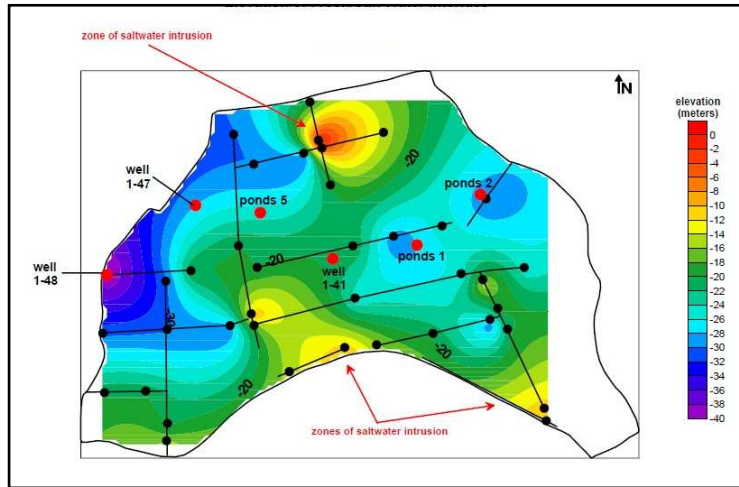 zone of saltwater intrusion
N
elevation
(meters)
0
-2
-4
-6
-8
-10
-12
-14
-16
-18
-20
-22
-24
-26
-28
-30
-32
-34
-36
-38
-40
-20
well
1-47
ponds 5
ponds 2
-20
well
1-41
ponds 1
well
1-48
-30
-20
-20
zones of saltwater intrusion